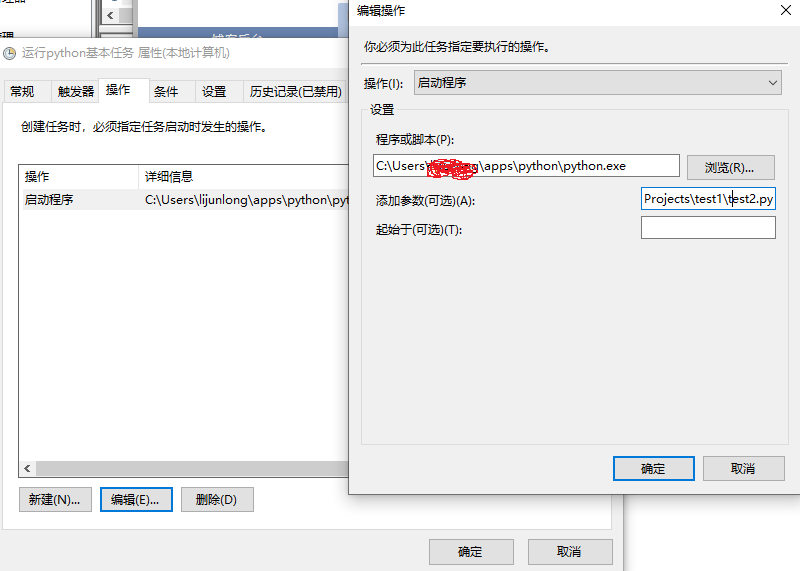 编辑操作
你必须为此任务指定要执行的操作。
操作(I):
启动程序
设置
程序或脚本(P):
C:\Users\ \apps\python\python.exe
浏览(R)...
添加参数(可选)(A):
Projects\test1\test2.py
起始于(可选)(T):
确定
取消
运行python基本任务 属性(本地计算机)
常规
触发器
操作
条件
设置
历史记录(已禁用)
创建任务时，必须指定任务启动时发生的操作。
操作
详细信息
启动程序
C:\Users\lijunlong\apps\python\pyt
新建(N)...
编辑(E)...
删除(D)
确定
取消